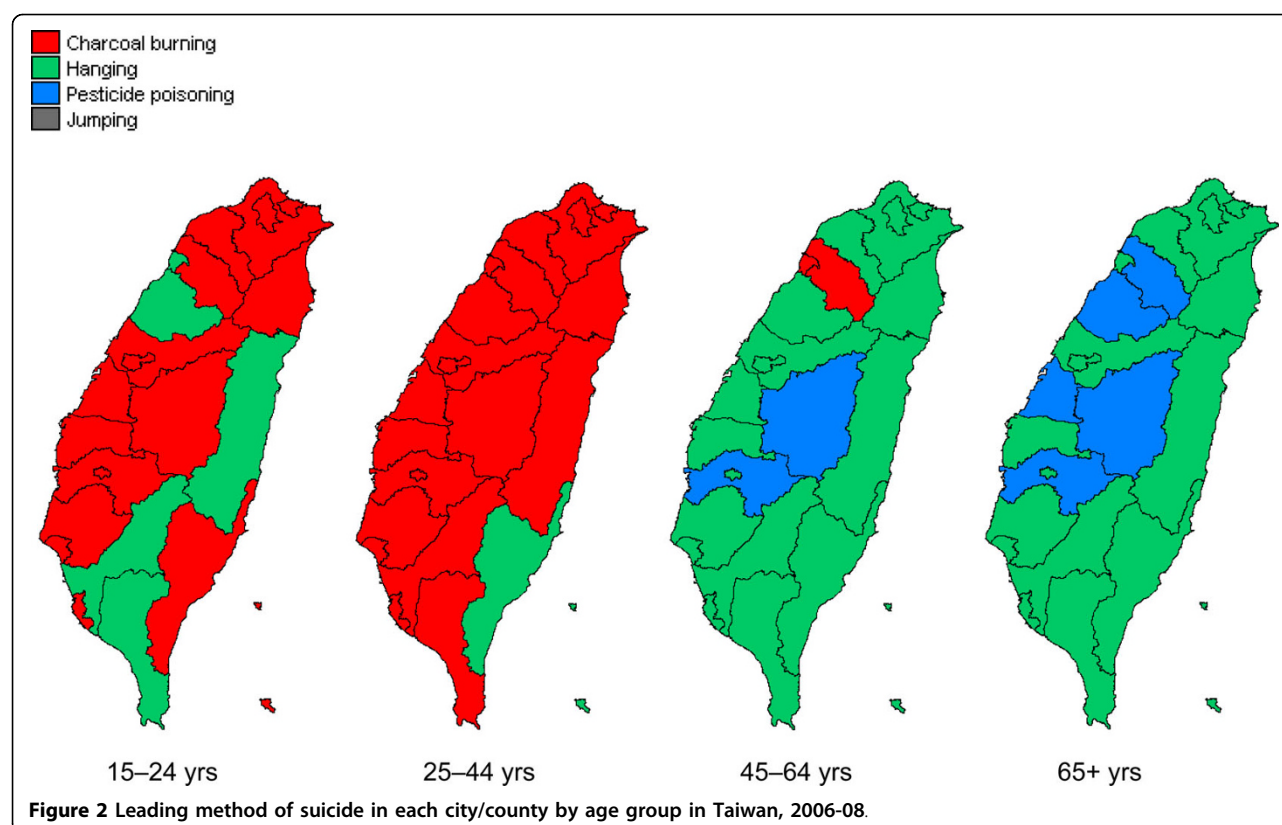 Charcoal burning
Hanging
Pesticide poisoning
Jumping
15–24 yrs
25–44 yrs
45–64 yrs
65+ yrs
Figure 2 Leading method of suicide in each city/county by age group in Taiwan, 2006-08.